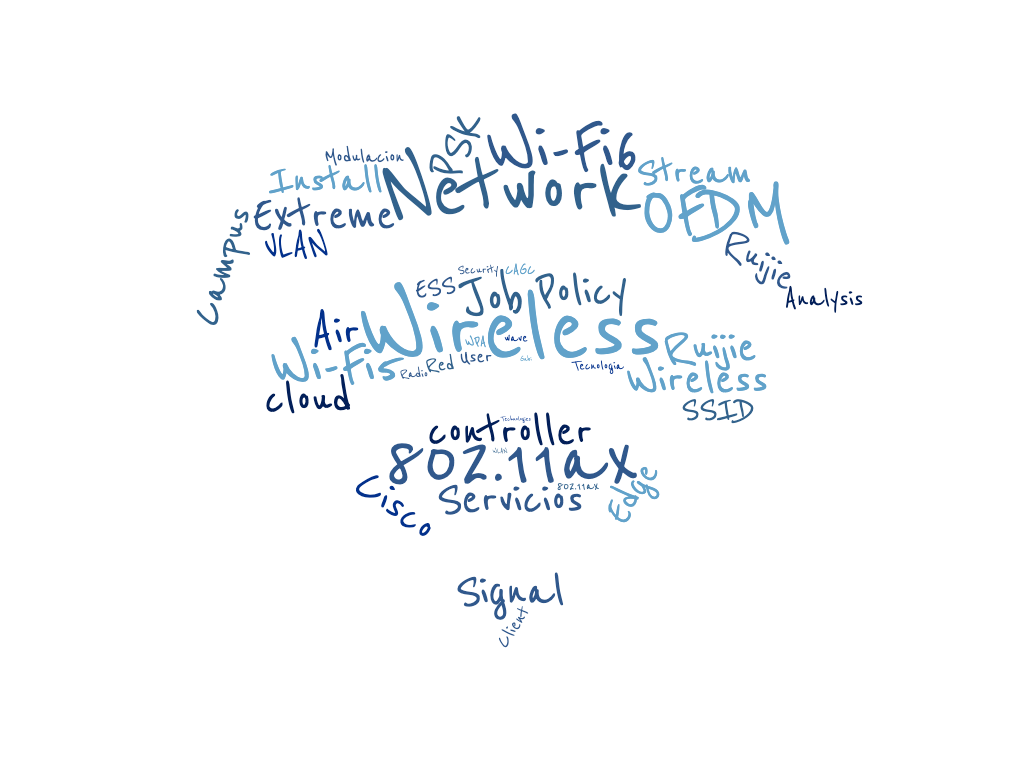 PSK
Wi-Fi6
Modulacion
Install
Network
Stream
OFDM
Extreme
VLAN
Campus
Ruijie
Analysis
Security
CAGC
ESS
Job
Policy
Air
Wireless
WPA
wave
Wi-Fi5
Radio
Red
User
Tecnologia
Ruijie
Wireless
cloud
SSID
Technologies
controller
WLAN
802.11ax
Cisco
Servicios
802.11ax
Edge
Signal
Client